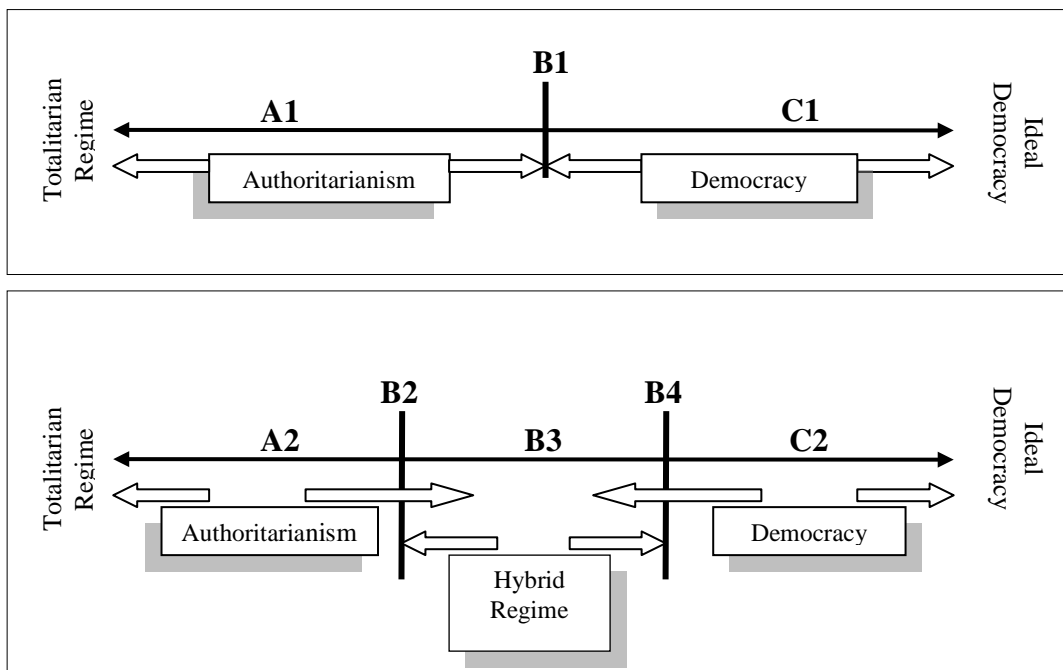 B1
A1
C1
Totalitarian
Regime
Authoritarianism
Democracy
Ideal
Democracy
B2
B4
A2
B3
C2
Totalitarian
Regime
Authoritarianism
Democracy
Ideal
Democracy
Hybrid
Regime